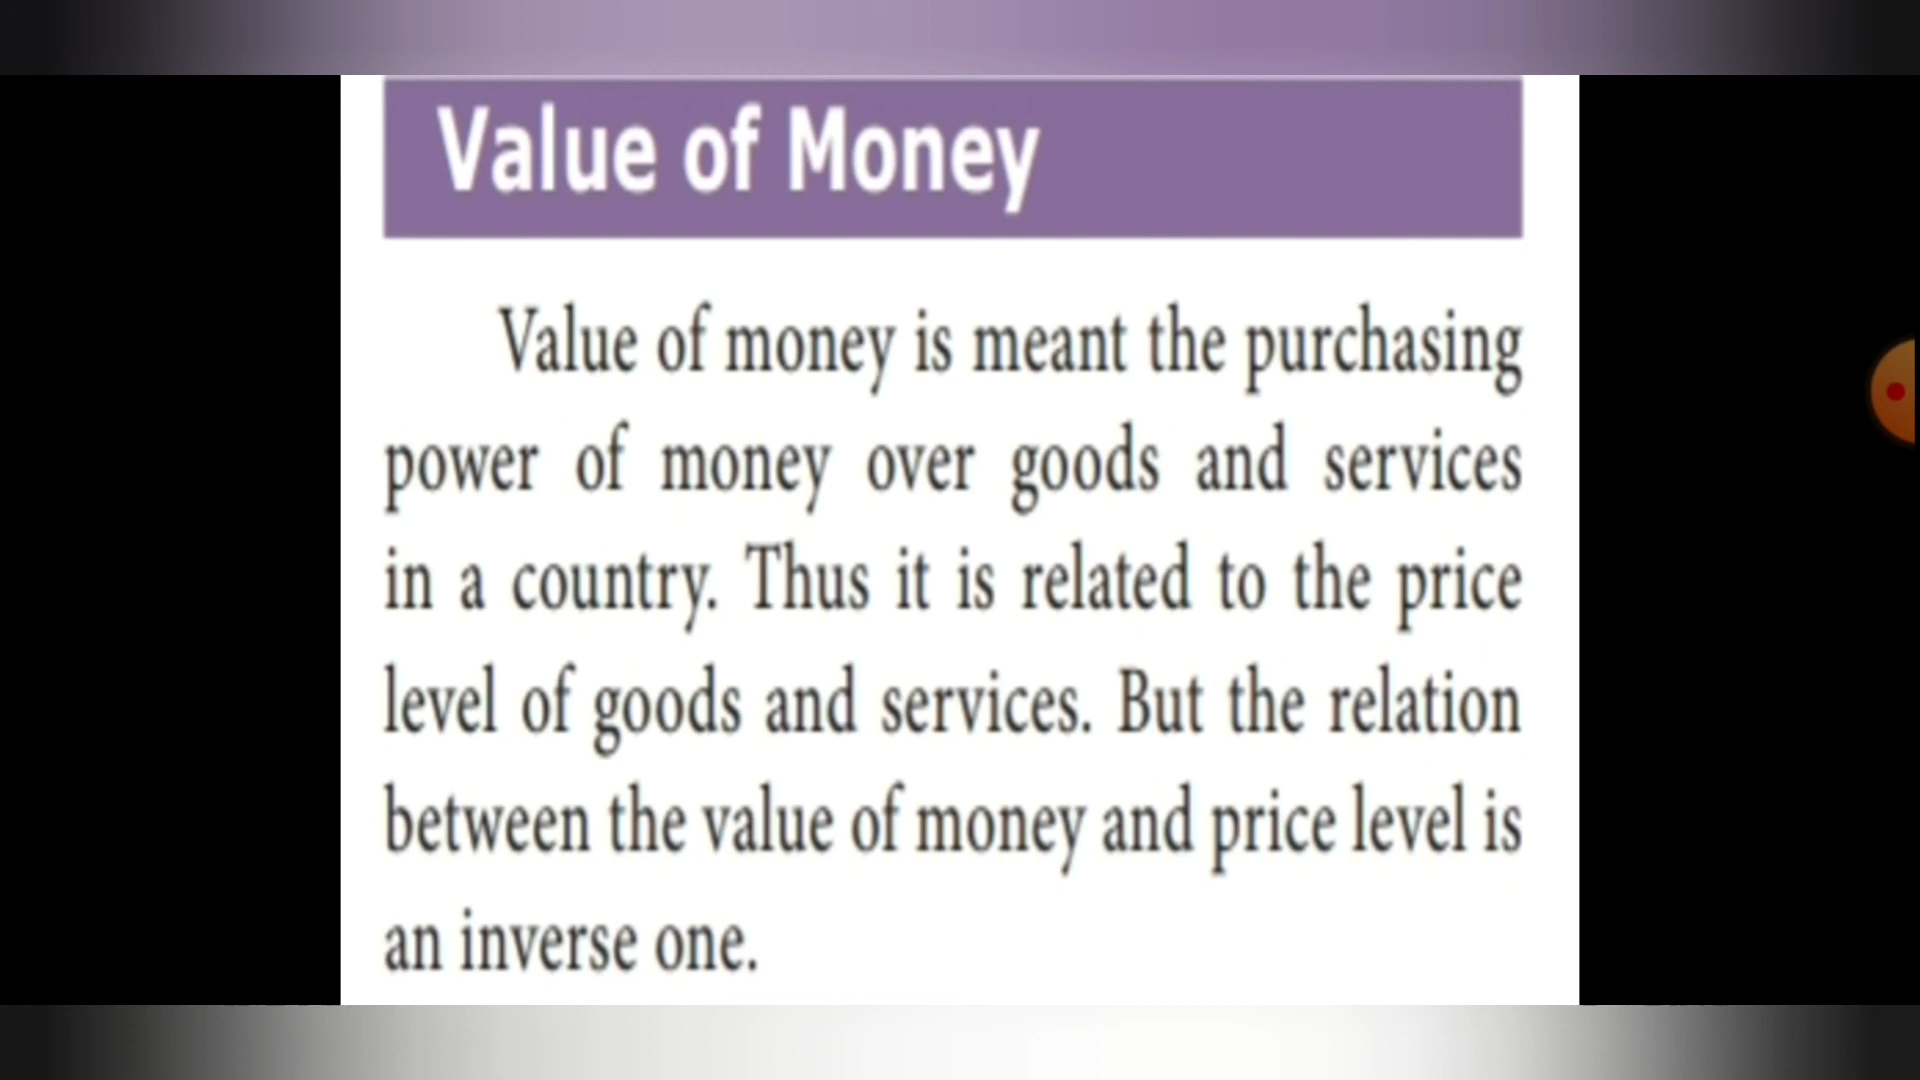 Value of Money
Value of money is meant the purchasing
power of money over goods and services
in a country. Thus it is related to the price
level of goods and services. But the relation
between the value of money and price level is
an inverse one.